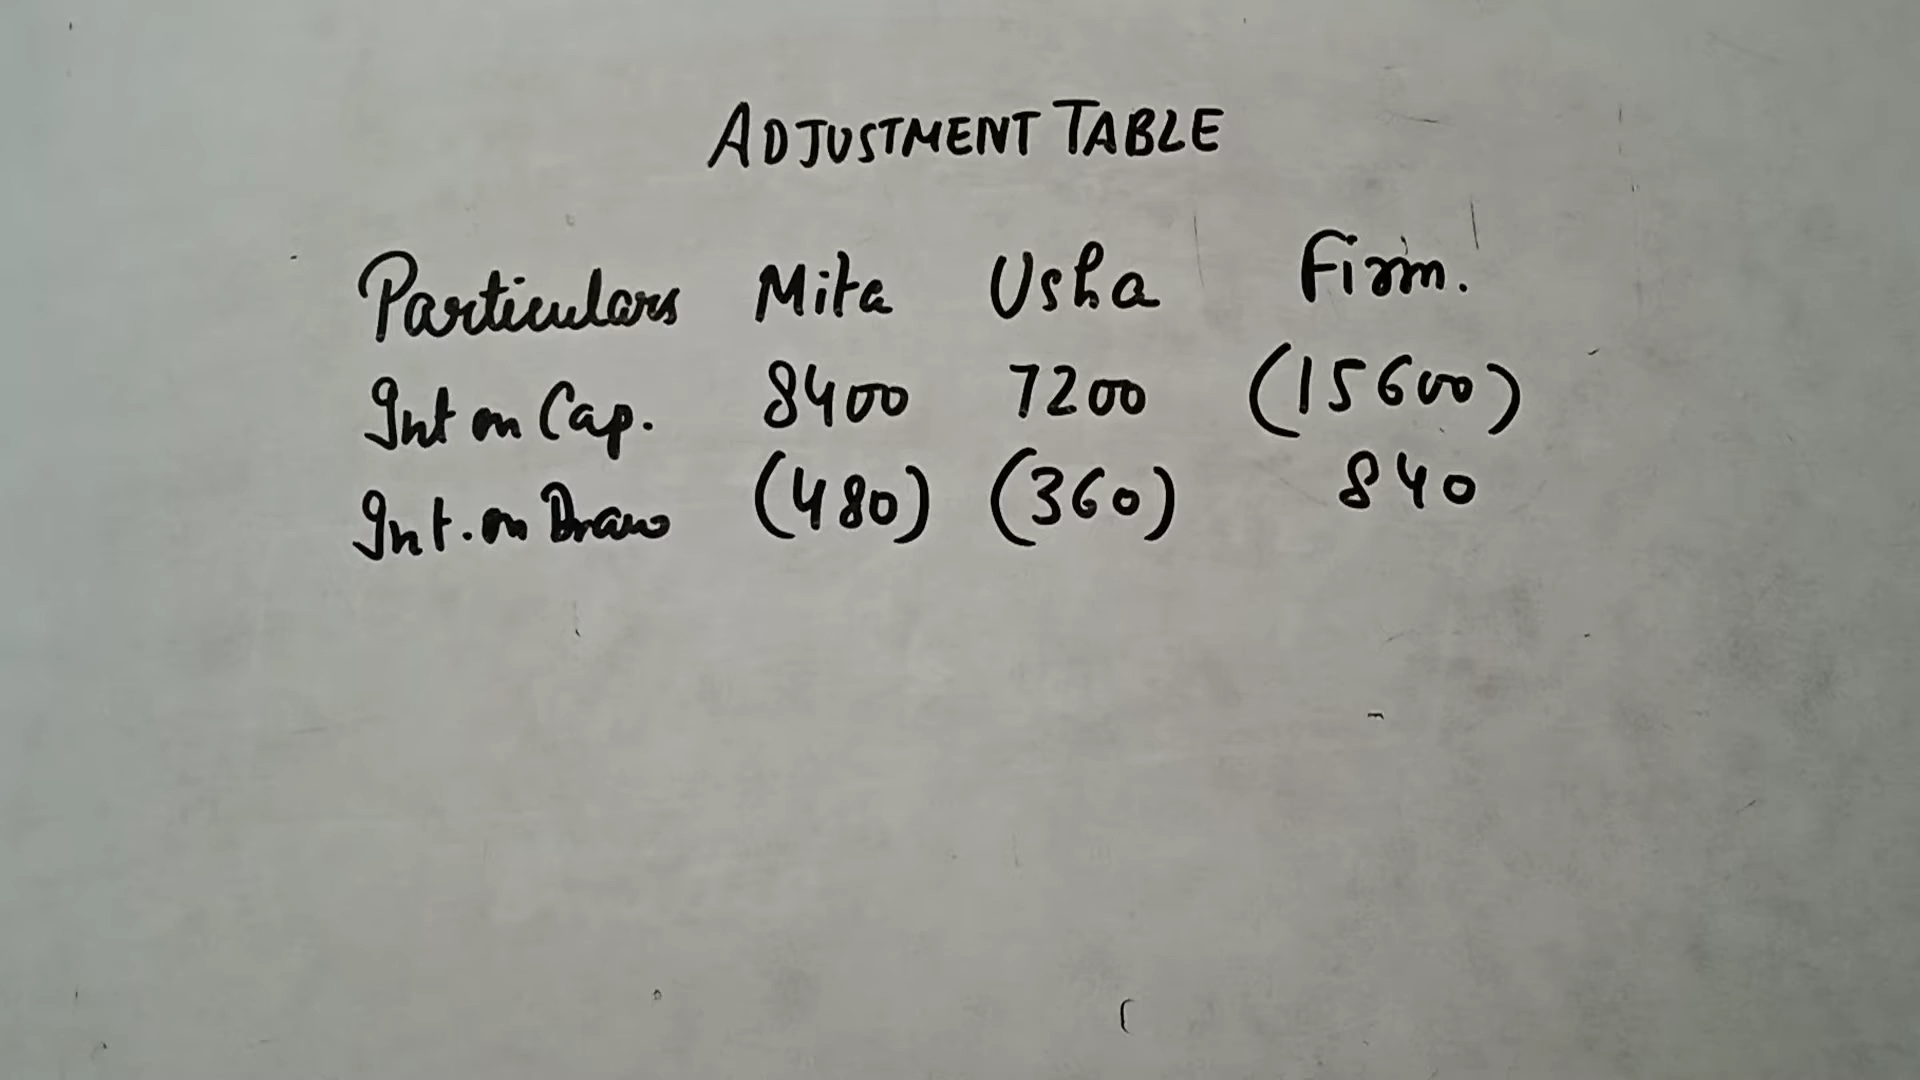 ADJUSTMENT TABLE
Particulars Mita Usha Firm.
Int on Cap. 8400 7200 (15600)
Int. on Draw (480) (360) 840